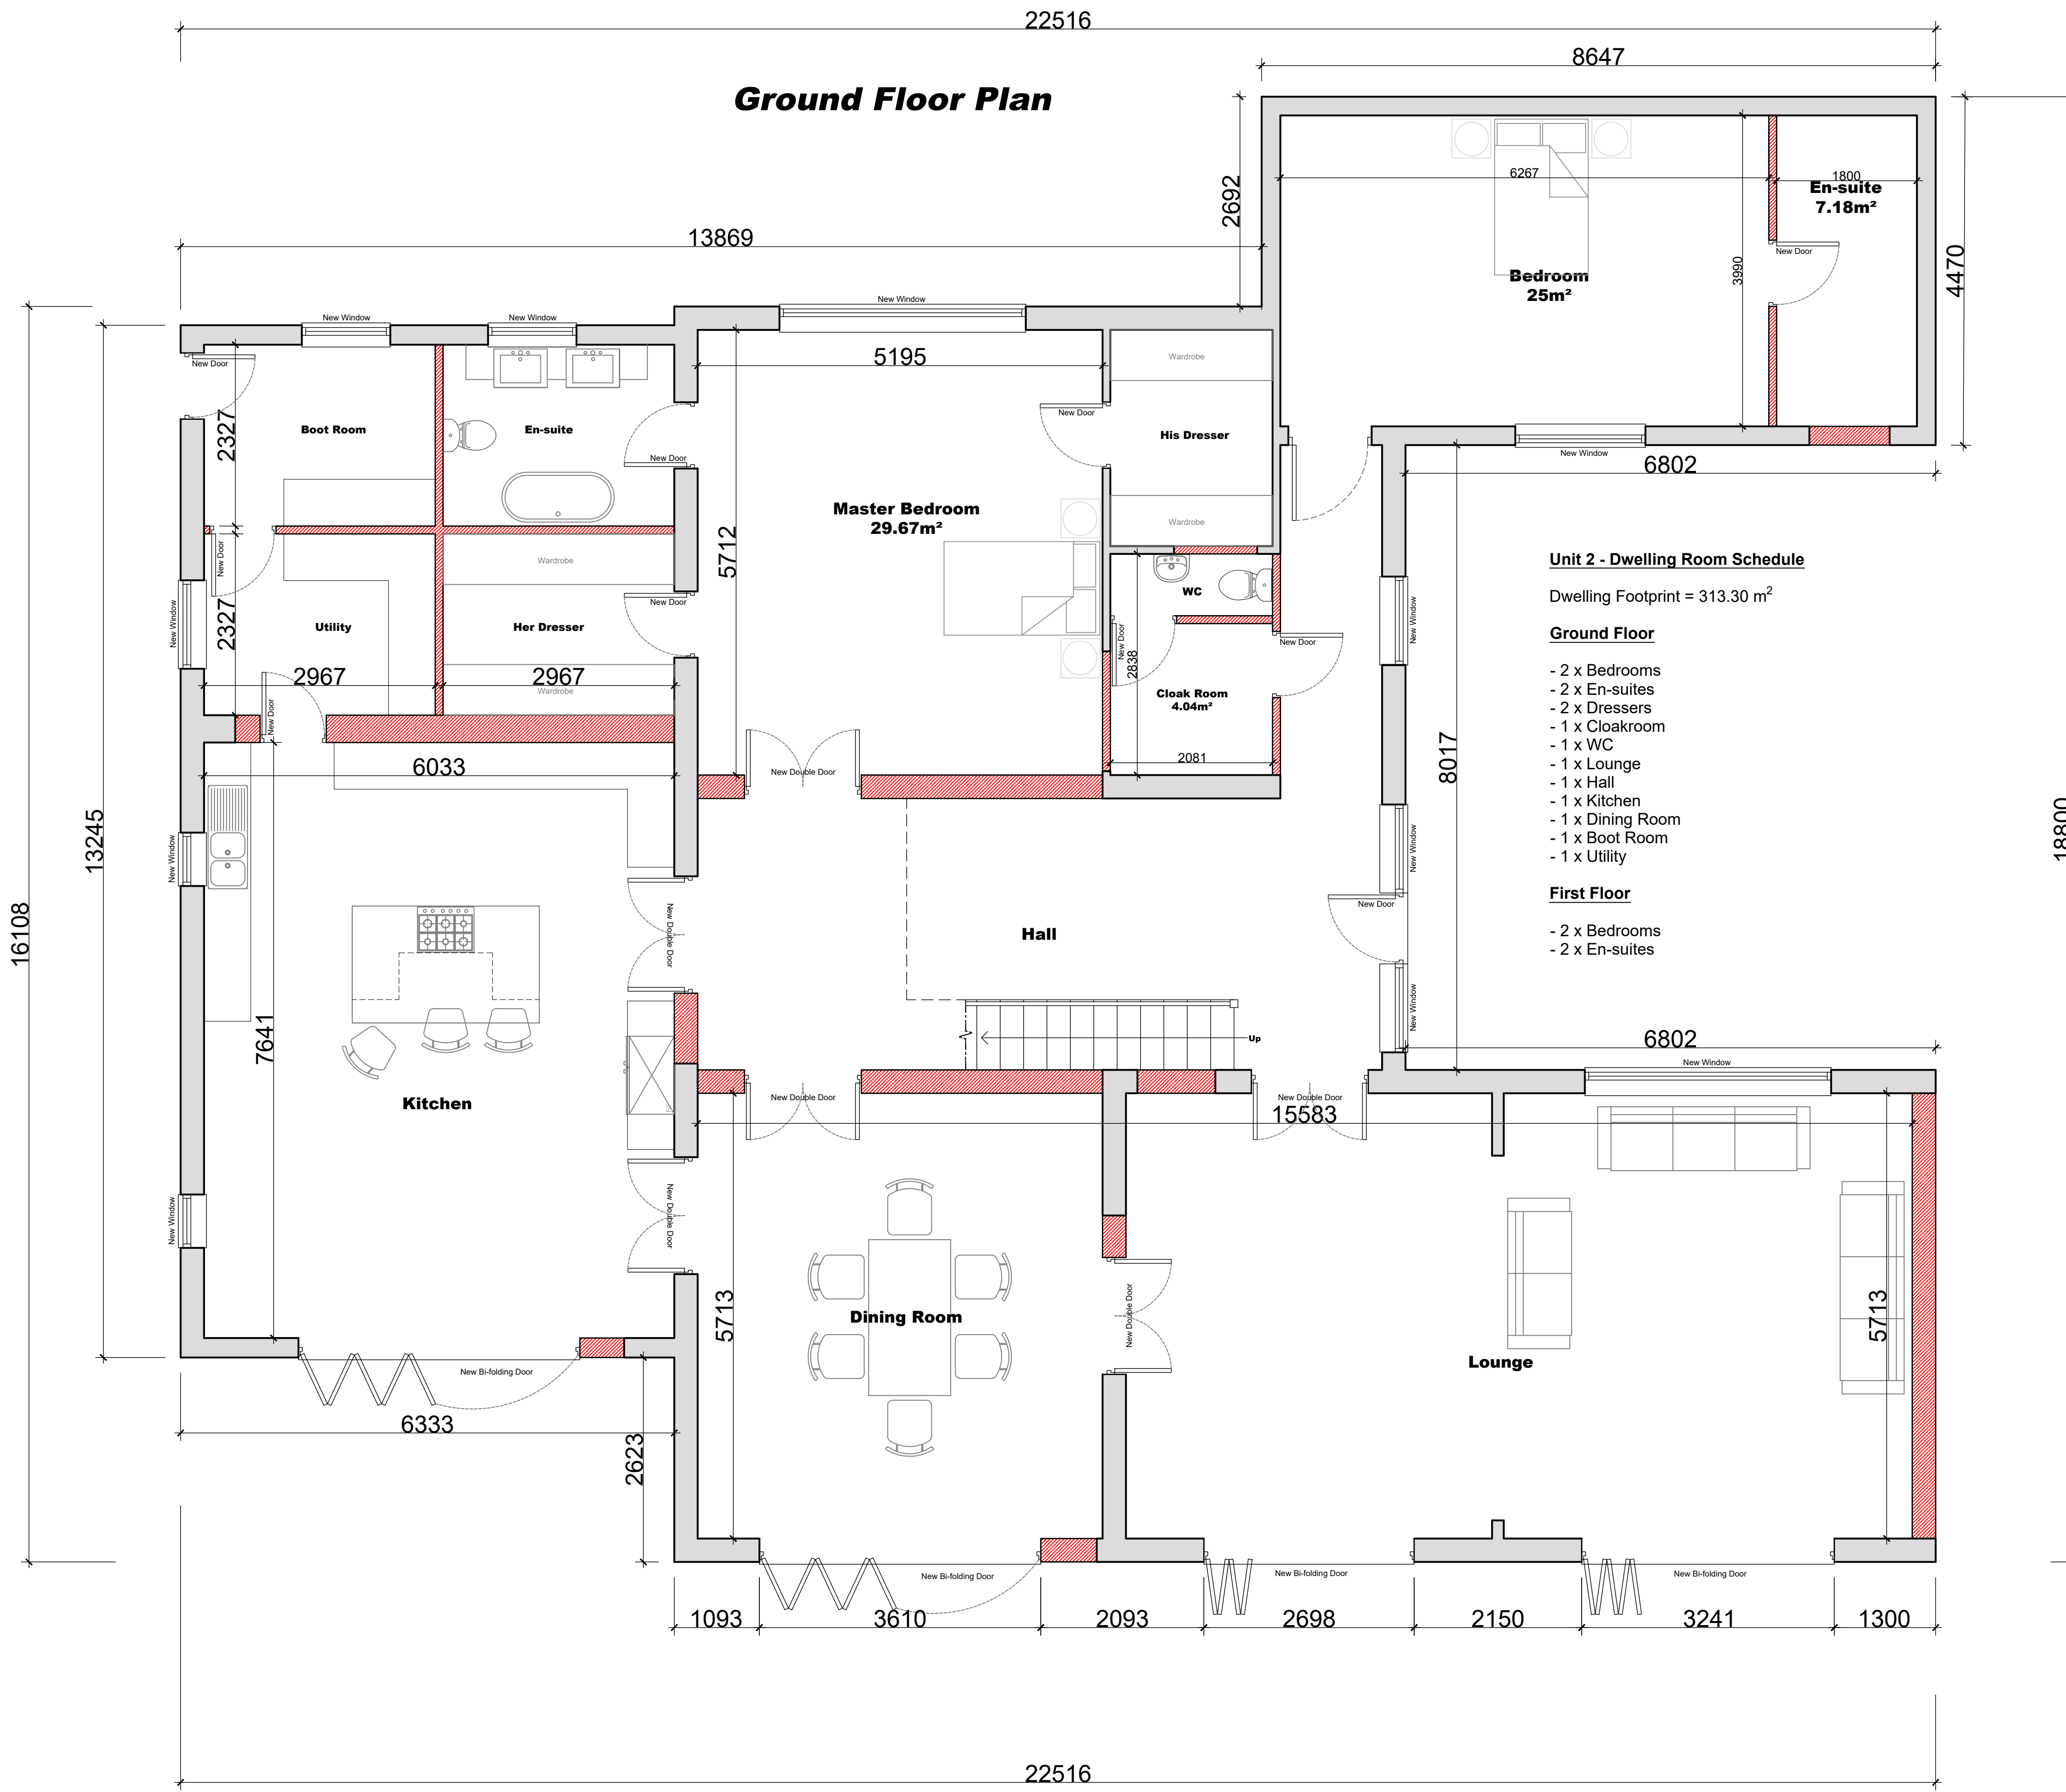 22516
8647
Ground Floor Plan
2692
6267
1800
En-suite
7.18m²
13869
New Door
Bedroom
25m²
3990
4470
New Window
New Window
New Window
New Door
5195
Wardrobe
New Door
2327
Boot Room
En-suite
His Dresser
New Door
New Window
6802
Master Bedroom
29.67m²
Wardrobe
5712
New Door
Wardrobe
WC
New Door
New Window
2327
Utility
Her Dresser
New Door
New Door
New Window
2838
2967
2967
Wardrobe
Cloak Room
4.04m²
New Door
2081
6033
New Double Door
8017
Unit 2 - Dwelling Room Schedule
Dwelling Footprint = 313.30 m2
Ground Floor
- 2 x Bedrooms
- 2 x En-suites
- 2 x Dressers
- 1 x Cloakroom
- 1 x WC
- 1 x Lounge
- 1 x Hall
- 1 x Kitchen
- 1 x Dining Room
- 1 x Boot Room
- 1 x Utility
First Floor
- 2 x Bedrooms
- 2 x En-suites
13245
16108
18800
New Window
New Window
New Double Door
Hall
New Door
New Window
7641
Up
6802
New Window
Kitchen
New Double Door
New Double Door
15583
New Window
New Double Door
5713
Dining Room
New Double Door
5713
Lounge
New Bi-folding Door
6333
2623
New Bi-folding Door
New Bi-folding Door
New Bi-folding Door
1093
3610
2093
2698
2150
3241
1300
22516